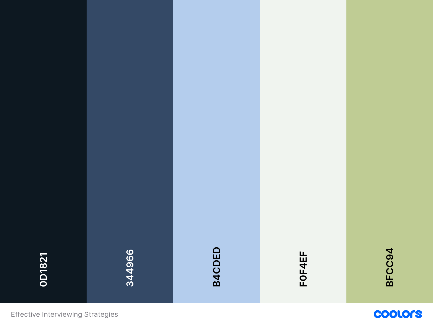 0D1821
344966
B4CDED
F0F4EF
BFCC94
Effective Interviewing Strategies
coolors